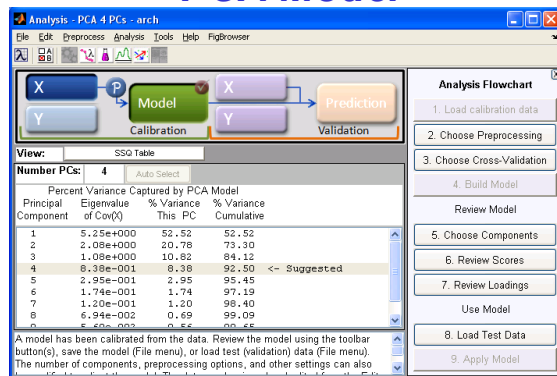 Analysis - PCA 4 PCs - arch
File Edit Preprocess Analysis Tools Help FigBrowser
X
P
Model
X
Prediction
Y
Y
Calibration
Validation
View: SSQ Table
Number PCs: 4 Auto Select
Percent Variance Captured by PCA Model
Principal Eigenvalue % Variance % Variance
Component of Cov(X) This PC Cumulative
1 5.25e+000 52.52 52.52
2 2.08e+000 20.78 73.30
3 1.08e+000 10.82 84.12
4 8.38e-001 8.38 92.50 <- Suggested
5 2.95e-001 2.95 95.45
6 1.74e-001 1.74 97.19
7 1.20e-001 1.20 98.40
8 6.94e-002 0.69 99.09
A model has been calibrated from the data. Review the model using the toolbar
button(s), save the model (File menu), or load test (validation) data (File menu).
The number of components, preprocessing options, and other settings can also
Analysis Flowchart
1. Load calibration data
2. Choose Preprocessing
3. Choose Cross-Validation
4. Build Model
Review Model
5. Choose Components
6. Review Scores
7. Review Loadings
Use Model
8. Load Test Data
9. Apply Model